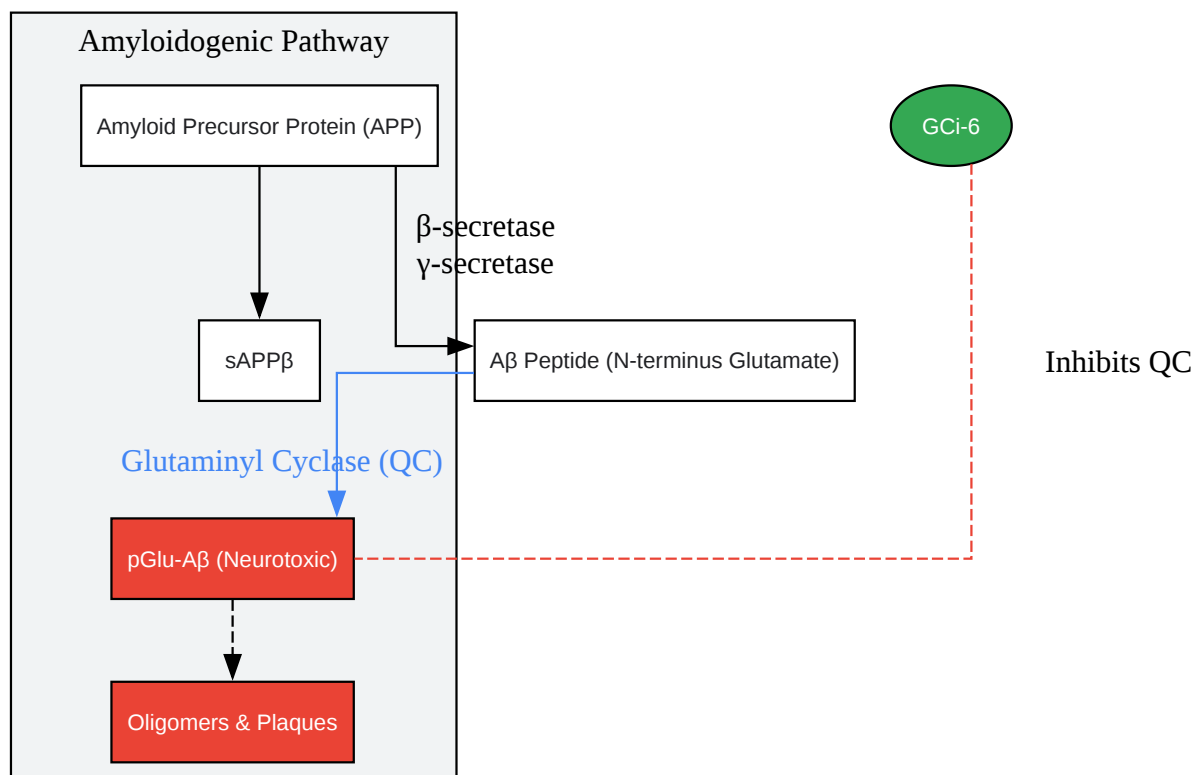 Amyloidogenic Pathway
Amyloid Precursor Protein (APP)
GCi-6
β-secretase
γ-secretase
sAPPβ
Aβ Peptide (N-terminus Glutamate)
Inhibits QC
Glutaminyl Cyclase (QC)
pGlu-Aβ (Neurotoxic)
Oligomers & Plaques